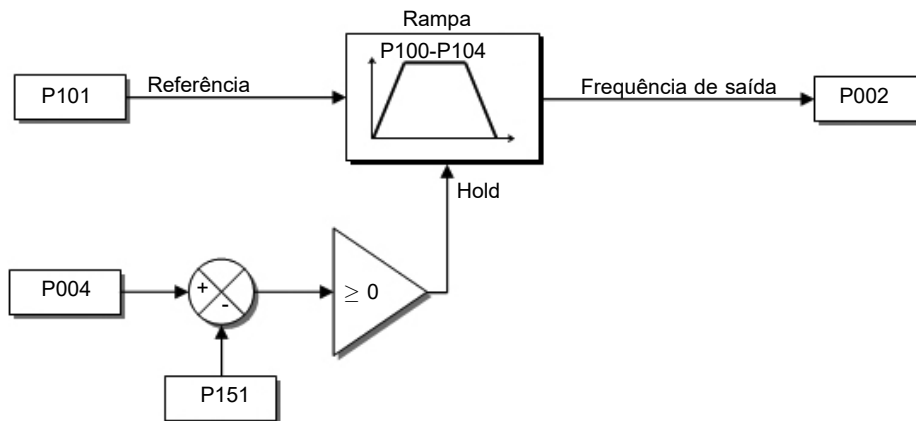 Rampa
P100-P104
P101
Referência
Frequência de saída
P002
Hold
P004
+
-
≥ 0
P151